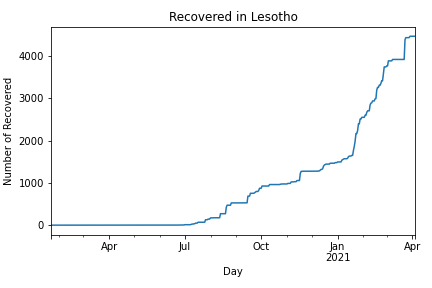 Recovered in Lesotho
Number of Recovered
4000
3000
2000
1000
0
Apr
Jul
Oct
Jan
2021
Apr
Day